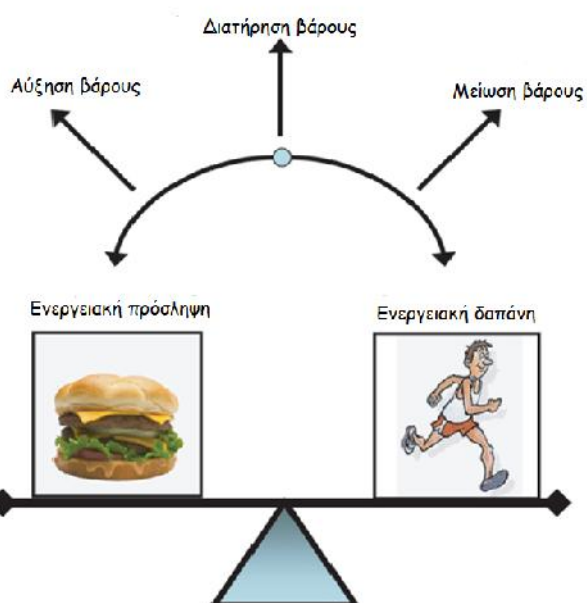 Διατήρηση βάρους
Αύξηση βάρους
Μείωση βάρους
Ενεργειακή πρόσληψη
Ενεργειακή δαπάνη